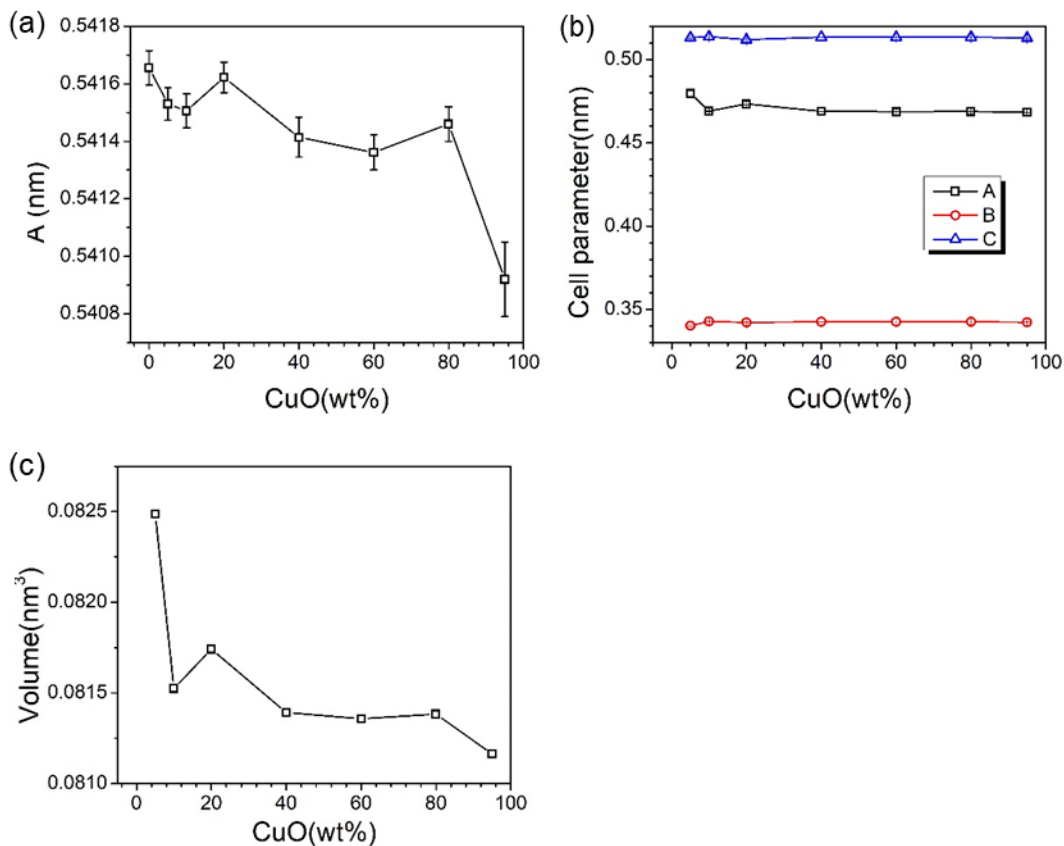 (a)
0.5418
0.5416
0.5414
0.5412
0.5410
0.5408
A (nm)
0 20 40 60 80 100
CuO(wt%)
(b)
0.50
0.45
0.40
0.35
Cell parameter(nm)
A
B
C
0 20 40 60 80 100
CuO(wt%)
(c)
0.0825
0.0820
0.0815
0.0810
Volume(nm³)
0 20 40 60 80 100
CuO(wt%)